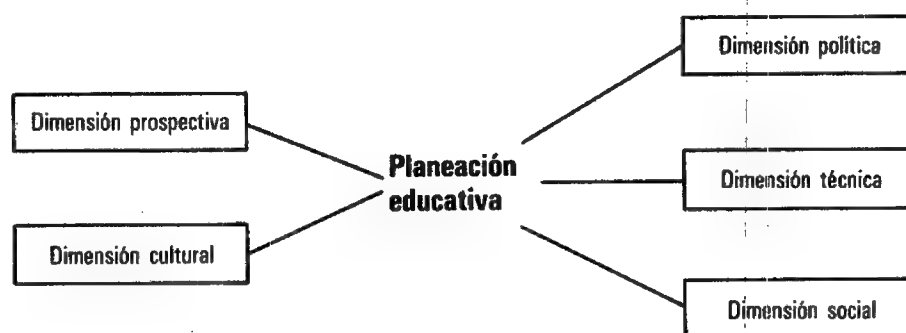 Dimensión política
Dimensión prospectiva
Planeación
educativa
Dimensión técnica
Dimensión cultural
Dimensión social